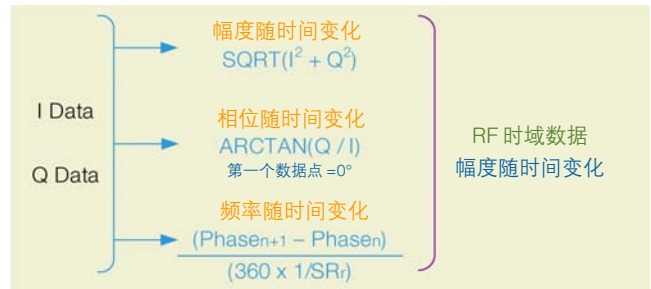 I Data
Q Data
幅度随时间变化
SQRT(I² + Q²)
相位随时间变化
ARCTAN(Q / I)
第一个数据点 =0°
频率随时间变化
(Phasen+1 – Phasen)
(360 x 1/SRr)
RF 时域数据
幅度随时间变化